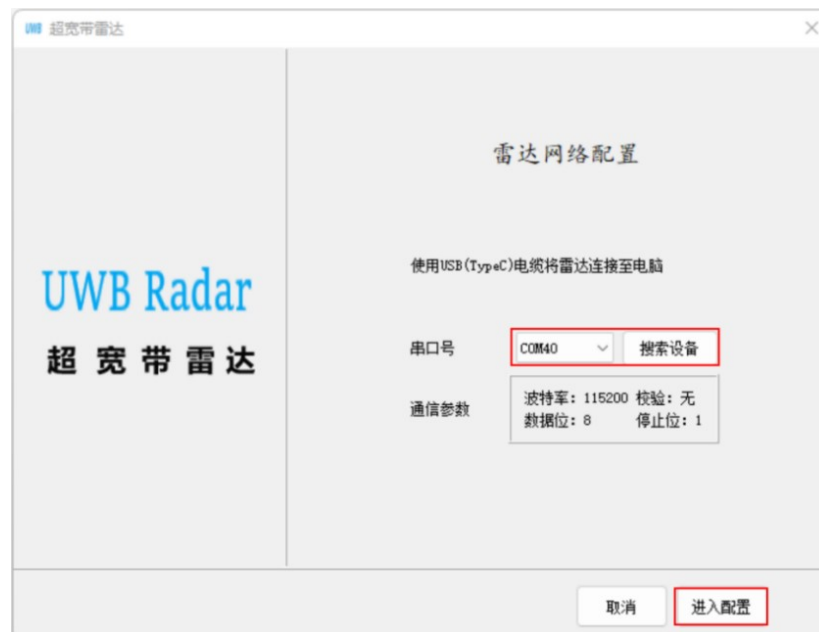 UWB 超宽带雷达
UWB Radar
超宽带雷达
雷达网络配置
使用USB(TypeC)电缆将雷达连接至电脑
串口号 COM40 搜索设备
通信参数 波特率：115200 校验：无
数据位：8 停止位：1
取消 进入配置